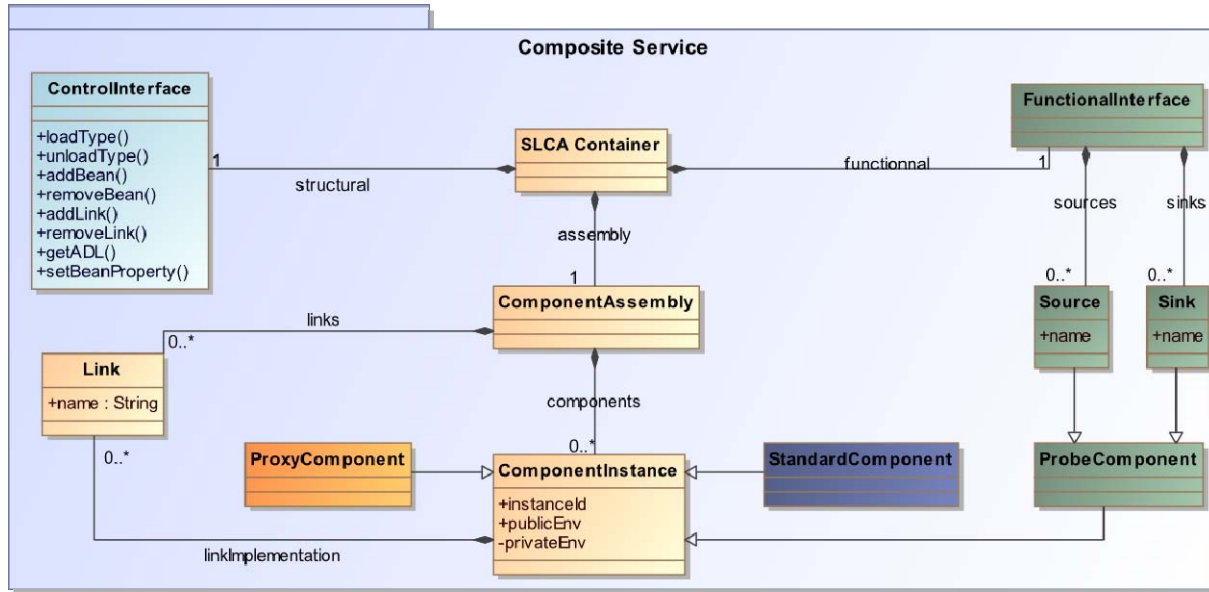 Composite Service
ControlInterface
+loadType()
+unloadType()
+addBean()
+removeBean()
+addLink()
+removeLink()
+getADL()
+setBeanProperty()
1
structural
SLCA Container
functionnal
1
FunctionalInterface
sources
sinks
assembly
1
0..*
0..*
Source
+name
Sink
+name
ComponentAssembly
links
0..*
Link
+name : String
0..*
components
0..*
ProxyComponent
ComponentInstance
+instanceId
+publicEnv
-privateEnv
StandardComponent
ProbeComponent
linkImplementation